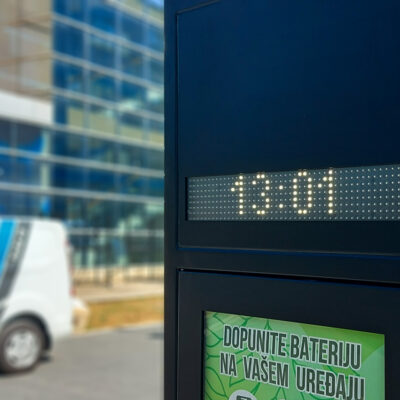 13:01
DOPUNITE BATERIJU
NA VAŠEM UREĐAJU